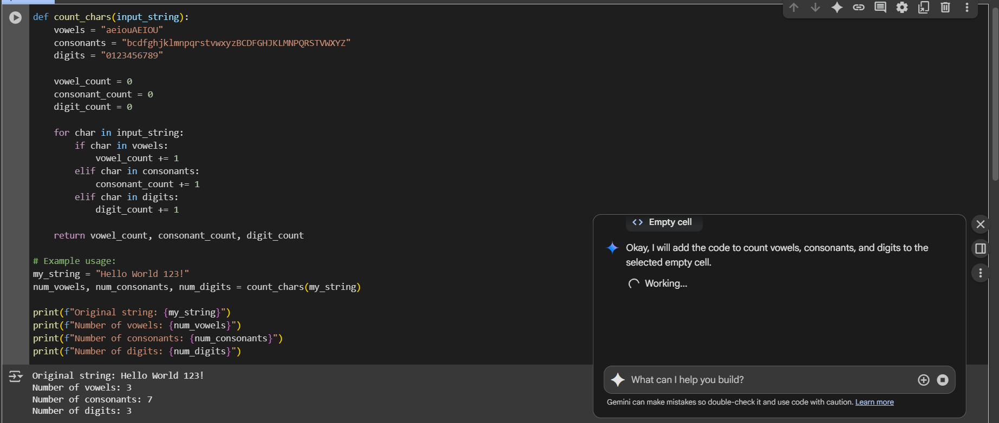 def count_chars(input_string):
    vowels = "aeiouAEIOU"
    consonants = "bcdfghjklmnpqrstvwxyzBCDFGHJKLMNPQRSTVWXYZ"
    digits = "0123456789"

    vowel_count = 0
    consonant_count = 0
    digit_count = 0

    for char in input_string:
        if char in vowels:
            vowel_count += 1
        elif char in consonants:
            consonant_count += 1
        elif char in digits:
            digit_count += 1

    return vowel_count, consonant_count, digit_count

# Example usage:
my_string = "Hello World 123!"
num_vowels, num_consonants, num_digits = count_chars(my_string)

print(f"Original string: {my_string}")
print(f"Number of vowels: {num_vowels}")
print(f"Number of consonants: {num_consonants}")
print(f"Number of digits: {num_digits}")
Original string: Hello World 123!
Number of vowels: 3
Number of consonants: 7
Number of digits: 3
Empty cell
Okay, I will add the code to count vowels, consonants, and digits to the
selected empty cell.
Working...
What can I help you build?
Gemini can make mistakes so double-check it and use code with caution. Learn more